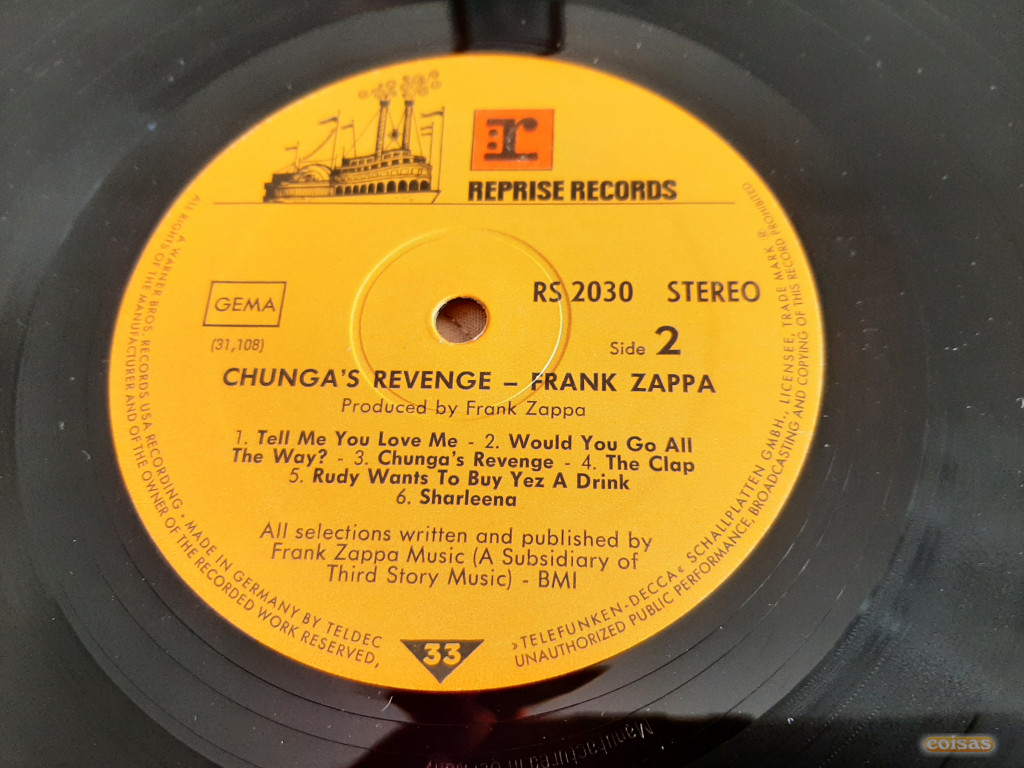 r:
REPRISE RECORDS
GEMA
RS 2030 STEREO
(31,108)
Side 2
CHUNGA'S REVENGE – FRANK ZAPPA
Produced by Frank Zappa
1. Tell Me You Love Me - 2. Would You Go All
The Way? - 3. Chunga's Revenge - 4. The Clap
5. Rudy Wants To Buy Yez A Drink
6. Sharleena
All selections written and published by
Frank Zappa Music (A Subsidiary of
Third Story Music) - BMI
33
A WARNER BROS. RECORDS USA RECORDING • MADE IN GERMANY BY TELDEC
»TELEFUNKEN-DECCA« SCHALLPLATTEN GMBH., LICENSEE, TRADE MARK ®
ALL RIGHTS OF THE MANUFACTURER AND OF THE OWNER OF THE RECORDED WORK RESERVED,
UNAUTHORIZED PUBLIC PERFORMANCE, BROADCASTING AND COPYING OF THIS RECORD PROHIBITED
Manufactured in Germany
coisas